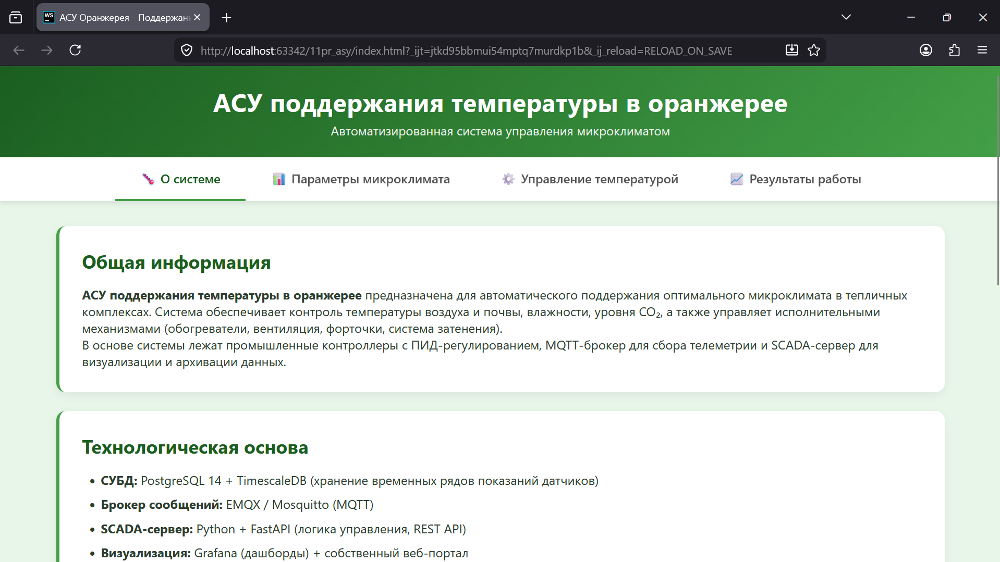 WS
АСУ Оранжерея - Поддержан
http://localhost:63342/11pr_asy/index.html?_ijt=jtkd95bbmui54mptq7murdkp1b&_ij_reload=RELOAD_ON_SAVE
АСУ поддержания температуры в оранжерее
Автоматизированная система управления микроклиматом
О системе
Параметры микроклимата
Управление температурой
Результаты работы
Общая информация
АСУ поддержания температуры в оранжерее предназначена для автоматического поддержания оптимального микроклимата в тепличных
комплексах. Система обеспечивает контроль температуры воздуха и почвы, влажности, уровня CO₂, а также управляет исполнительными
механизмами (обогреватели, вентиляция, форточки, система затенения).
В основе системы лежат промышленные контроллеры с ПИД-регулированием, MQTT-брокер для сбора телеметрии и SCADA-сервер для
визуализации и архивации данных.
Технологическая основа
• СУБД: PostgreSQL 14 + TimescaleDB (хранение временных рядов показаний датчиков)
• Брокер сообщений: EMQX / Mosquitto (MQTT)
• SCADA-сервер: Python + FastAPI (логика управления, REST API)
• Визуализация: Grafana (дашборды) + собственный веб-портал